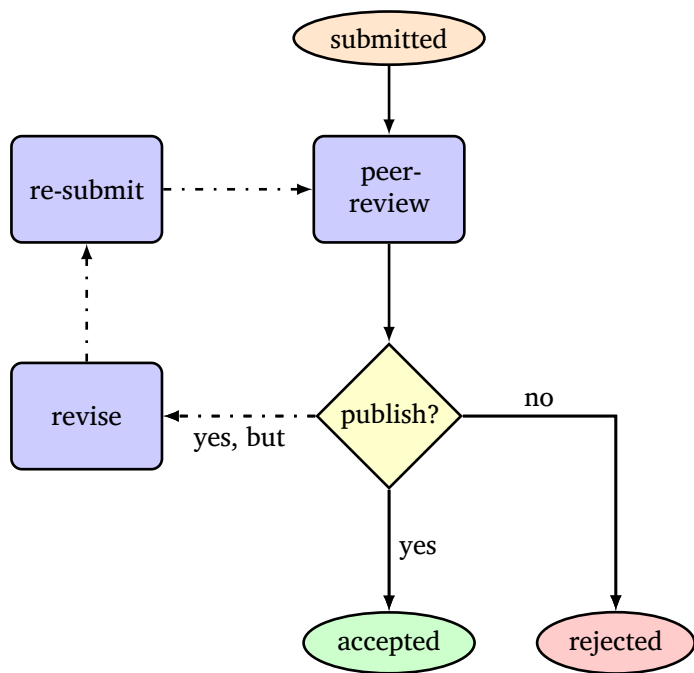 submitted
re-submit
peer-
review
revise
yes, but
publish?
no
yes
accepted
rejected